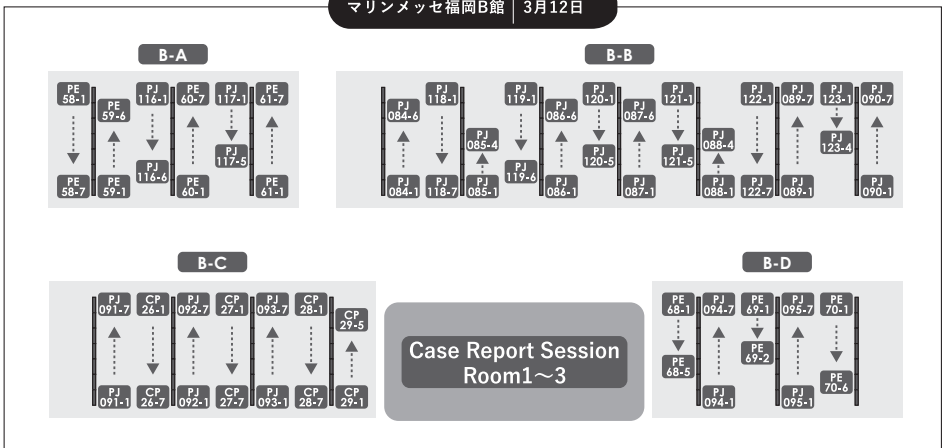 マリンメッセ福岡B館 | 3月12日
B-A
B-B
PE
58-1
PE
59-6
PJ
116-1
PE
60-7
PJ
117-1
PE
61-7
PE
58-7
PE
59-1
PJ
116-6
PE
60-1
PJ
117-5
PE
61-1
PJ
084-6
PJ
118-1
PJ
085-4
PJ
119-1
PJ
086-6
PJ
120-1
PJ
087-6
PJ
121-1
PJ
088-4
PJ
122-1
PJ
089-7
PJ
123-1
PJ
090-7
PJ
084-1
PJ
118-7
PJ
085-1
PJ
119-6
PJ
086-1
PJ
120-5
PJ
087-1
PJ
121-5
PJ
088-1
PJ
122-7
PJ
089-1
PJ
123-4
PJ
090-1
B-C
B-D
PJ
091-7
CP
26-1
PJ
092-7
CP
27-1
PJ
093-7
CP
28-1
CP
29-5
PJ
091-1
CP
26-7
PJ
092-1
CP
27-7
PJ
093-1
CP
28-7
CP
29-1
Case Report Session
Room1〜3
PE
68-1
PJ
094-7
PE
69-1
PJ
095-7
PE
70-1
PE
68-5
PJ
094-1
PE
69-2
PJ
095-1
PE
70-6